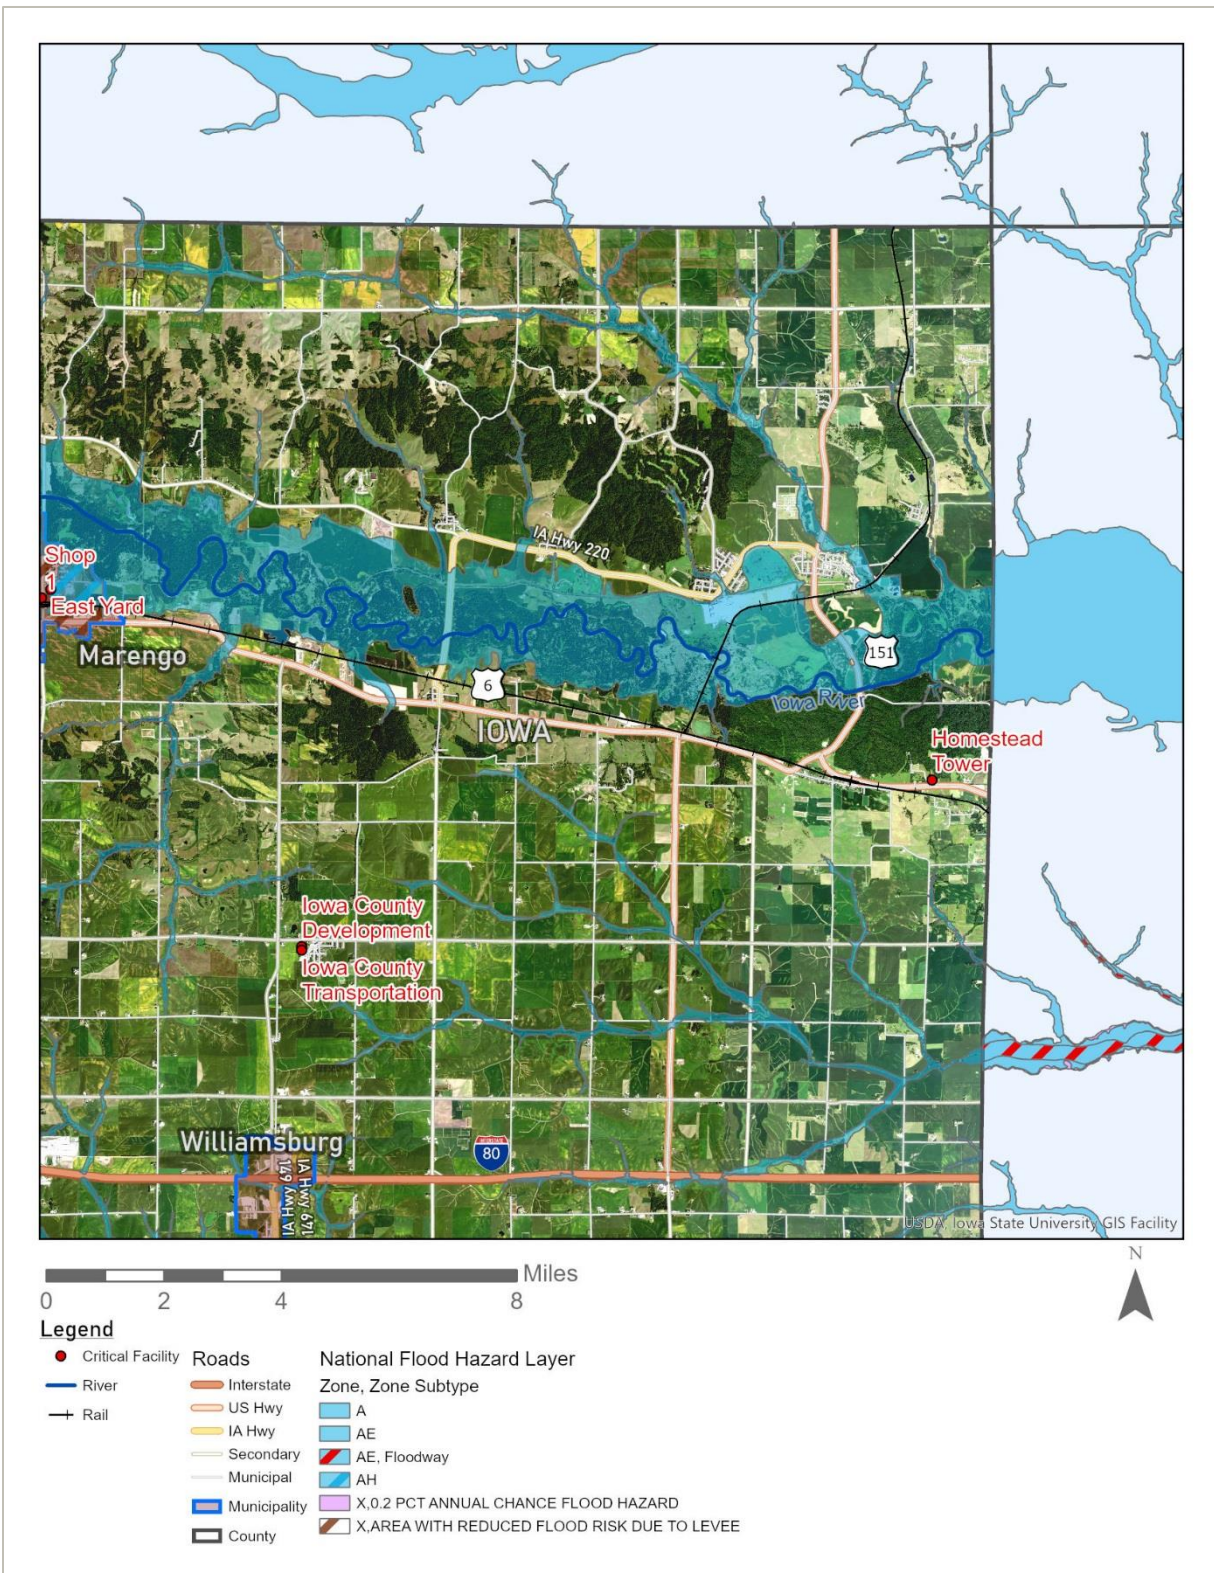 IA Hwy 220
Shop
1
East Yard
Marengo
151
6
Iowa River
IOWA
Homestead
Tower
Iowa County
Development
Iowa County
Transportation
Williamsburg
80
IA Hwy 149
IA Hwy 149
USDA, Iowa State University GIS Facility
N
Miles
0 2 4 8
Legend
Critical Facility
River
Rail
Roads
Interstate
US Hwy
IA Hwy
Secondary
Municipal
Municipality
County
National Flood Hazard Layer
Zone, Zone Subtype
A
AE
AE, Floodway
AH
X,0.2 PCT ANNUAL CHANCE FLOOD HAZARD
X,AREA WITH REDUCED FLOOD RISK DUE TO LEVEE